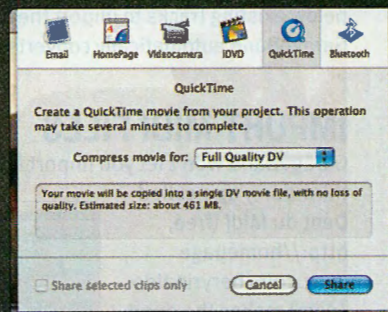 Email HomePage Videocamera iDVD QuickTime Bluetooth
QuickTime
Create a QuickTime movie from your project. This operation
may take several minutes to complete.
Compress movie for: Full Quality DV
Your movie will be copied into a single DV movie file, with no loss of
quality. Estimated size: about 461 MB.
Share selected clips only Cancel Share